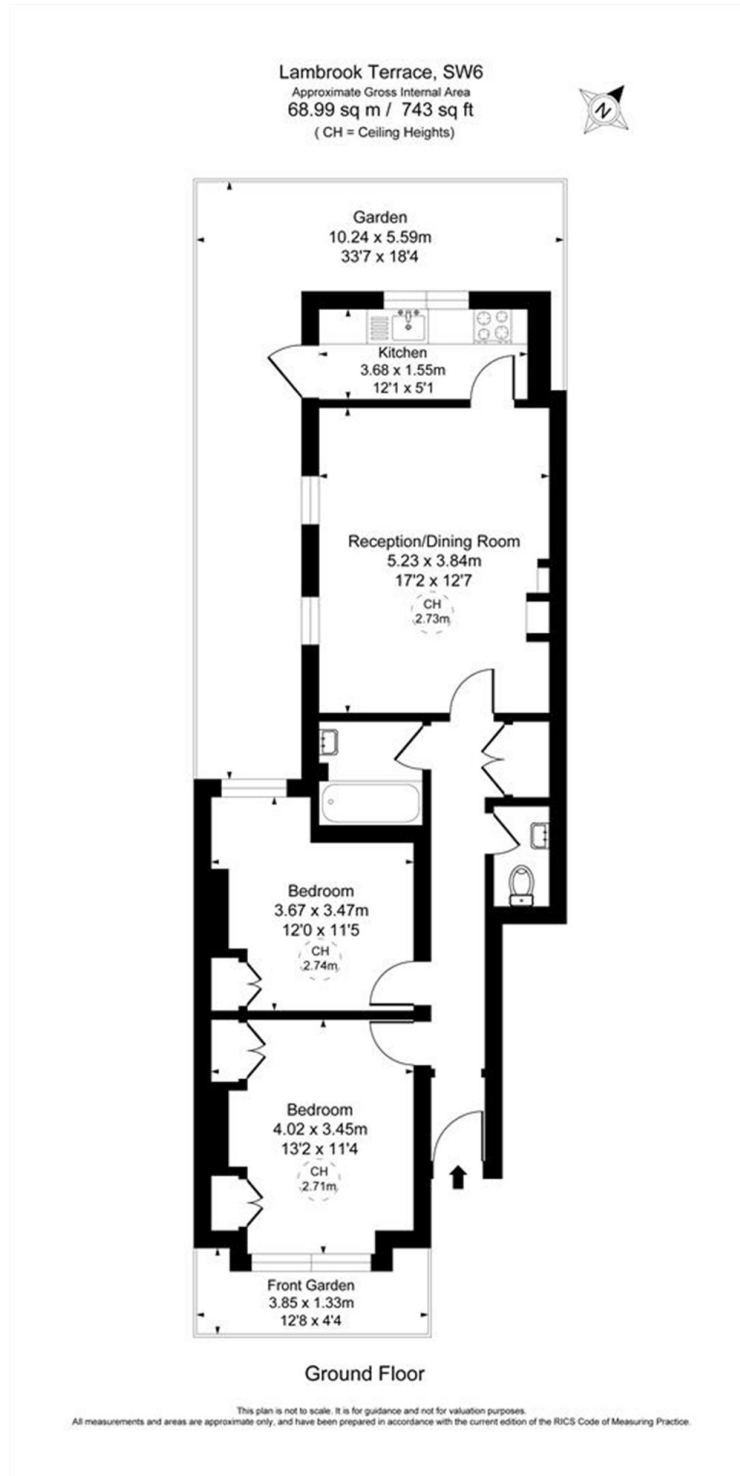 Lambrook Terrace, SW6
Approximate Gross Internal Area
68.99 sq m / 743 sq ft
( CH = Ceiling Heights)
N
Garden
10.24 x 5.59m
33'7 x 18'4
Kitchen
3.68 x 1.55m
12'1 x 5'1
Reception/Dining Room
5.23 x 3.84m
17'2 x 12'7
CH
2.73m
Bedroom
3.67 x 3.47m
12'0 x 11'5
CH
2.74m
Bedroom
4.02 x 3.45m
13'2 x 11'4
CH
2.71m
Front Garden
3.85 x 1.33m
12'8 x 4'4
Ground Floor
This plan is not to scale. It is for guidance and not for valuation purposes.
All measurements and areas are approximate only, and have been prepared in accordance with the current edition of the RICS Code of Measuring Practice.